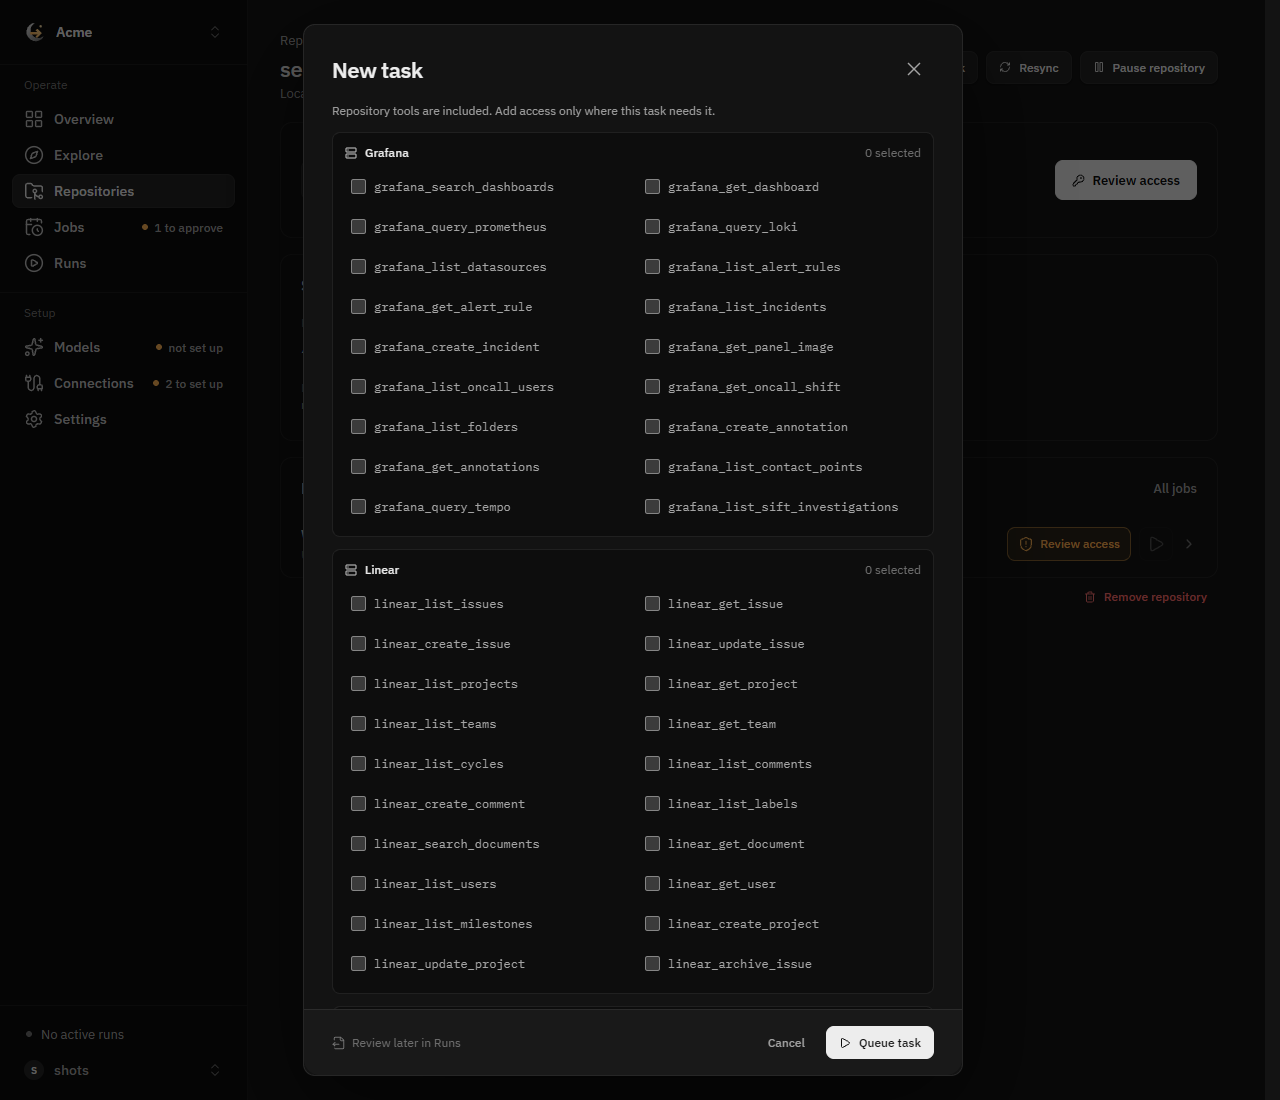 Acme
Operate
Overview
Explore
Repositories
Jobs
1 to approve
Runs
Setup
Models
not set up
Connections
2 to set up
Settings
No active runs
S
shots
Resync
Pause repository
Review access
All jobs
Review access
Remove repository
New task
Repository tools are included. Add access only where this task needs it.
Grafana
0 selected
grafana_search_dashboards
grafana_get_dashboard
grafana_query_prometheus
grafana_query_loki
grafana_list_datasources
grafana_list_alert_rules
grafana_get_alert_rule
grafana_list_incidents
grafana_create_incident
grafana_get_panel_image
grafana_list_oncall_users
grafana_get_oncall_shift
grafana_list_folders
grafana_create_annotation
grafana_get_annotations
grafana_list_contact_points
grafana_query_tempo
grafana_list_sift_investigations
Linear
0 selected
linear_list_issues
linear_get_issue
linear_create_issue
linear_update_issue
linear_list_projects
linear_get_project
linear_list_teams
linear_get_team
linear_list_cycles
linear_list_comments
linear_create_comment
linear_list_labels
linear_search_documents
linear_get_document
linear_list_users
linear_get_user
linear_list_milestones
linear_create_project
linear_update_project
linear_archive_issue
Review later in Runs
Cancel
Queue task